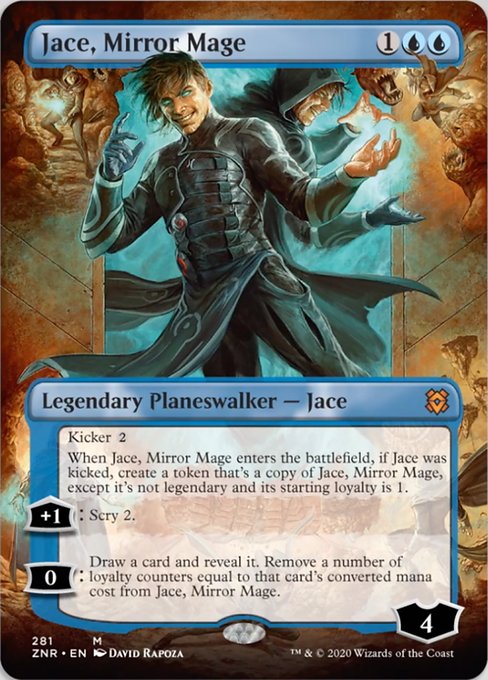 Jace, Mirror Mage 1
Legendary Planeswalker — Jace
Kicker 2
When Jace, Mirror Mage enters the battlefield, if Jace was
kicked, create a token that's a copy of Jace, Mirror Mage,
except it's not legendary and its starting loyalty is 1.
+1: Scry 2.
Draw a card and reveal it. Remove a number of
0: loyalty counters equal to that card's converted mana
cost from Jace, Mirror Mage.
4
281 M
ZNR • EN DAVID RAPOZA ™ & © 2020 Wizards of the Coast